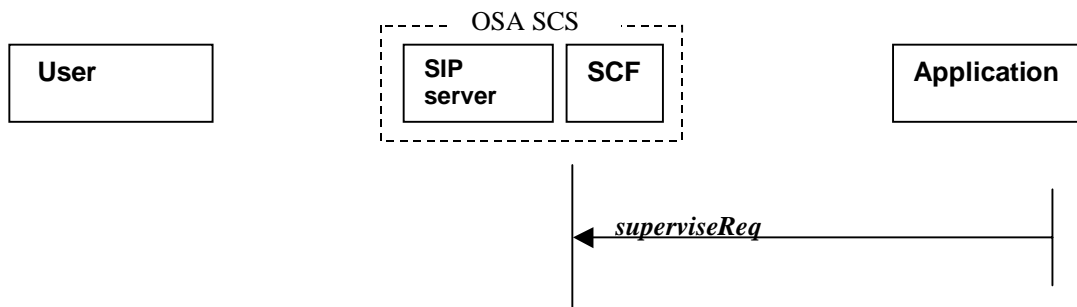 OSA SCS
User
SIP
server
SCF
Application
superviseReq